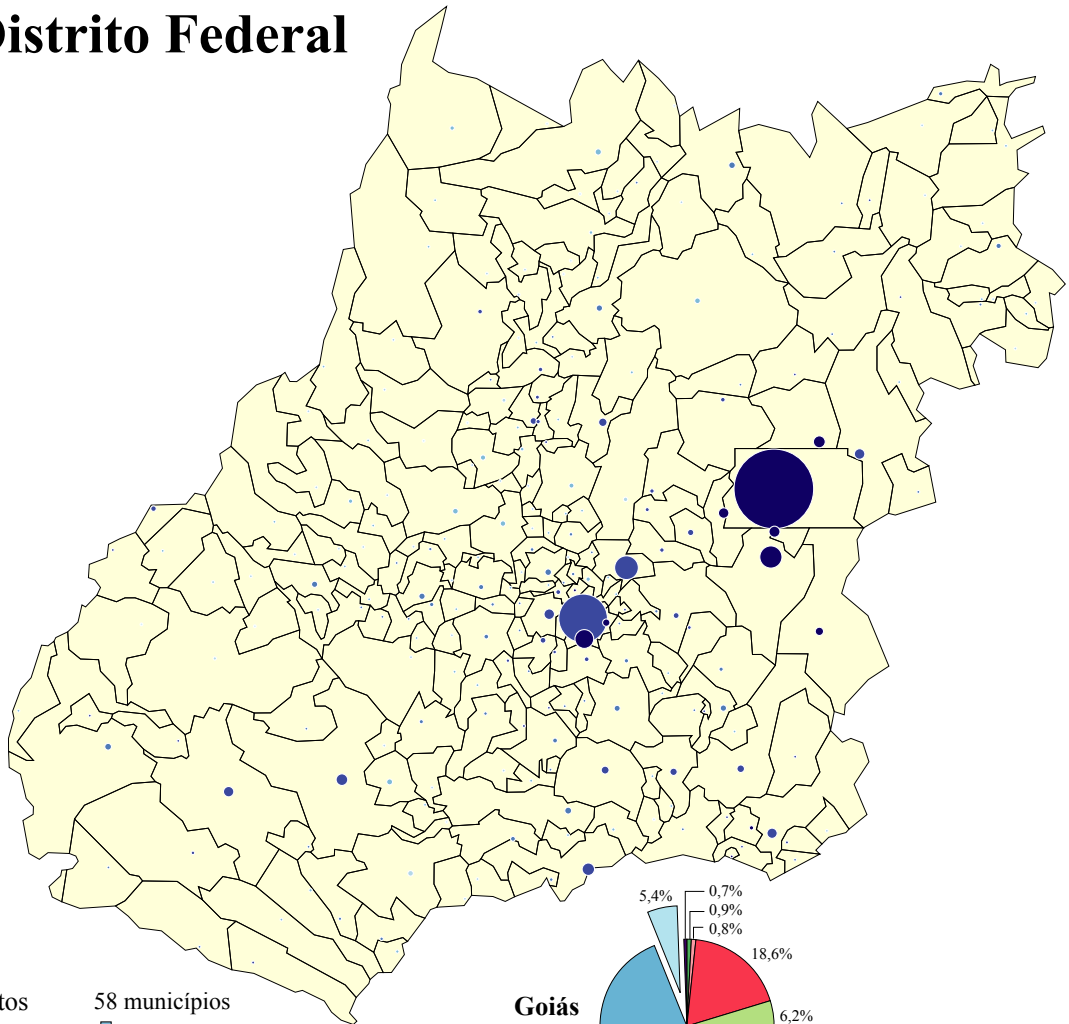 Distrito Federal
0,7%
5,4%
0,9%
0,8%
18,6%
58 municípios
Goiás
6,2%